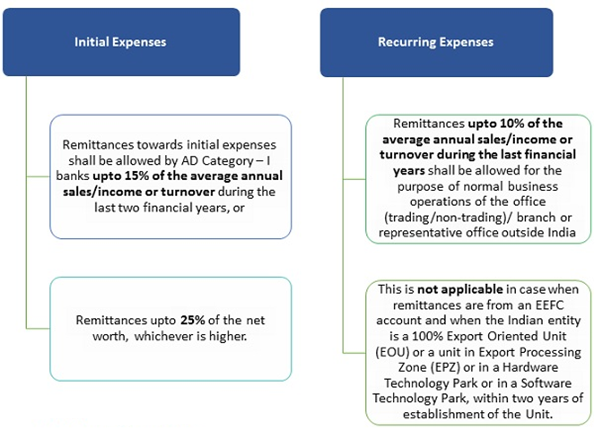 Initial Expenses
Remittances towards initial expenses
shall be allowed by AD Category – I
banks upto 15% of the average annual
sales/income or turnover during the
last two financial years, or
Remittances upto 25% of the net
worth, whichever is higher.
Recurring Expenses
Remittances upto 10% of the
average annual sales/income or
turnover during the last financial
years shall be allowed for the
purpose of normal business
operations of the office
(trading/non-trading)/ branch or
representative office outside India
This is not applicable in case when
remittances are from an EEFC
account and when the Indian entity
is a 100% Export Oriented Unit
(EOU) or a unit in Export Processing
Zone (EPZ) or in a Hardware
Technology Park or in a Software
Technology Park, within two years of
establishment of the Unit.